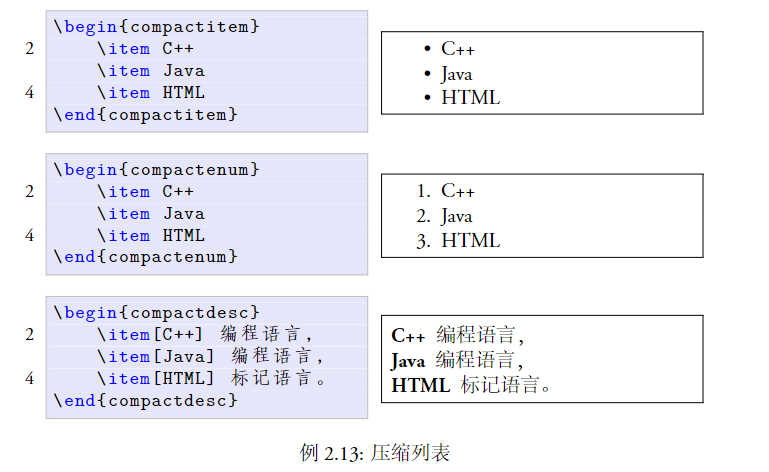 \begin{compactitem}
2 \item C++
\item Java
4 \item HTML
\end{compactitem}
• C++
• Java
• HTML
\begin{compactenum}
2 \item C++
\item Java
4 \item HTML
\end{compactenum}
1. C++
2. Java
3. HTML
\begin{compactdesc}
2 \item[C++] 编程语言，
\item[Java] 编程语言，
4 \item[HTML] 标记语言。
\end{compactdesc}
C++ 编程语言，
Java 编程语言，
HTML 标记语言。
例 2.13: 压缩列表